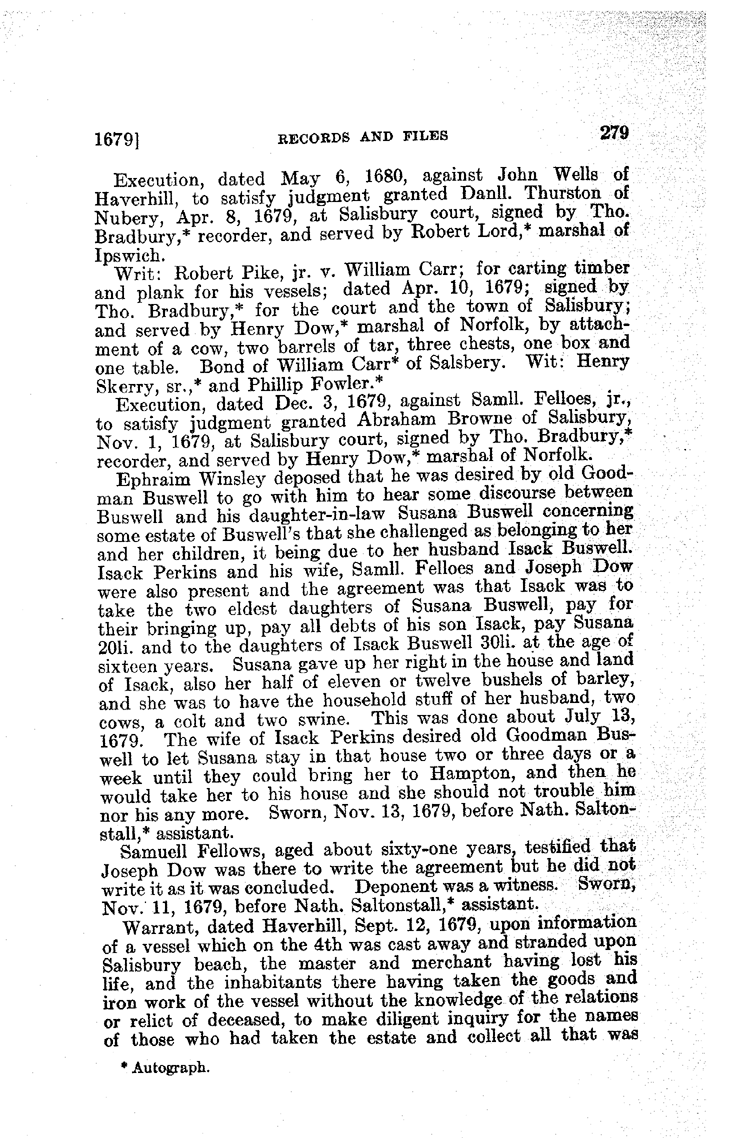 1679] RECORDS AND FILES 279
Execution, dated May 6, 1680, against John Wells of
Haverhill, to satisfy judgment granted Danll. Thurston of
Nubery, Apr. 8, 1679, at Salisbury court, signed by Tho.
Bradbury,* recorder, and served by Robert Lord,* marshal of
Ipswich.
Writ: Robert Pike, jr. v. William Carr; for carting timber
and plank for his vessels; dated Apr. 10, 1679; signed by
Tho. Bradbury,* for the court and the town of Salisbury;
and served by Henry Dow,* marshal of Norfolk, by attach-
ment of a cow, two barrels of tar, three chests, one box and
one table. Bond of William Carr* of Salsbery. Wit: Henry
Skerry, sr.,* and Phillip Fowler.*
Execution, dated Dec. 3, 1679, against Samll. Felloes, jr.,
to satisfy judgment granted Abraham Browne of Salisbury,
Nov. 1, 1679, at Salisbury court, signed by Tho. Bradbury,*
recorder, and served by Henry Dow,* marshal of Norfolk.
Ephraim Winsley deposed that he was desired by old Good-
man Buswell to go with him to hear some discourse between
Buswell and his daughter-in-law Susana Buswell concerning
some estate of Buswell's that she challenged as belonging to her
and her children, it being due to her husband Isack Buswell.
Isack Perkins and his wife, Samll. Felloes and Joseph Dow
were also present and the agreement was that Isack was to
take the two eldest daughters of Susana Buswell, pay for
their bringing up, pay all debts of his son Isack, pay Susana
20li. and to the daughters of Isack Buswell 30li. at the age of
sixteen years. Susana gave up her right in the house and land
of Isack, also her half of eleven or twelve bushels of barley,
and she was to have the household stuff of her husband, two
cows, a colt and two swine. This was done about July 13,
1679. The wife of Isack Perkins desired old Goodman Bus-
well to let Susana stay in that house two or three days or a
week until they could bring her to Hampton, and then he
would take her to his house and she should not trouble him
nor his any more. Sworn, Nov. 13, 1679, before Nath. Salton-
stall,* assistant.
Samuell Fellows, aged about sixty-one years, testified that
Joseph Dow was there to write the agreement but he did not
write it as it was concluded. Deponent was a witness. Sworn,
Nov. 11, 1679, before Nath. Saltonstall,* assistant.
Warrant, dated Haverhill, Sept. 12, 1679, upon information
of a vessel which on the 4th was cast away and stranded upon
Salisbury beach, the master and merchant having lost his
life, and the inhabitants there having taken the goods and
iron work of the vessel without the knowledge of the relations
or relict of deceased, to make diligent inquiry for the names
of those who had taken the estate and collect all that was
* Autograph.